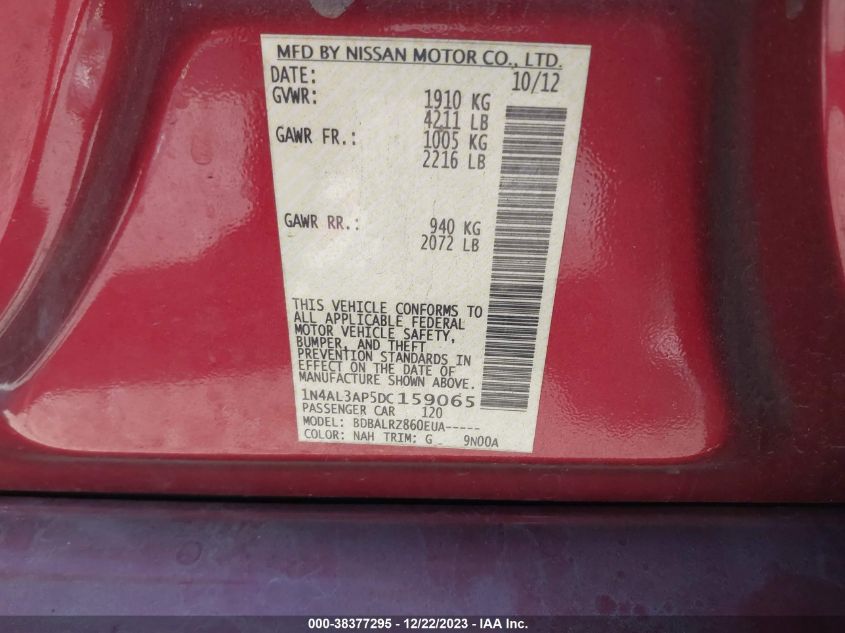 MFD BY NISSAN MOTOR CO., LTD.
DATE: 10/12
GVWR: 1910 KG
4211 LB
GAWR FR.: 1005 KG
2216 LB
GAWR RR.: 940 KG
2072 LB
THIS VEHICLE CONFORMS TO
ALL APPLICABLE FEDERAL
MOTOR VEHICLE SAFETY,
BUMPER, AND THEFT
PREVENTION STANDARDS IN
EFFECT ON THE DATE OF
MANUFACTURE SHOWN ABOVE.
1N4AL3AP5DC159065
PASSENGER CAR 120
MODEL: BDBALRZ860EUA-----
COLOR: NAH TRIM: G 9N00A
000-38377295 - 12/22/2023 - IAA Inc.